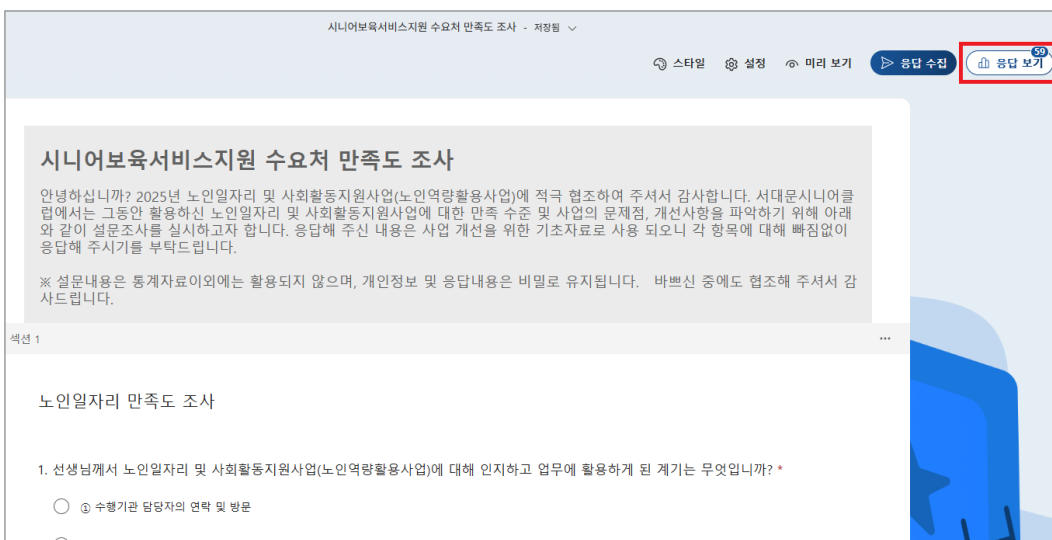 시니어보육서비스지원 수요처 만족도 조사 - 저장됨
스타일 설정 미리 보기 응답 수집 응답 보기 59
시니어보육서비스지원 수요처 만족도 조사
안녕하십니까? 2025년 노인일자리 및 사회활동지원사업(노인역량활용사업)에 적극 협조하여 주셔서 감사합니다. 서대문시니어클
럽에서는 그동안 활용하신 노인일자리 및 사회활동지원사업에 대한 만족 수준 및 사업의 문제점, 개선사항을 파악하기 위해 아래
와 같이 설문조사를 실시하고자 합니다. 응답해 주신 내용은 사업 개선을 위한 기초자료로 사용 되오니 각 항목에 대해 빠짐없이
응답해 주시기를 부탁드립니다.
※ 설문내용은 통계자료이외에는 활용되지 않으며, 개인정보 및 응답내용은 비밀로 유지됩니다. 바쁘신 중에도 협조해 주셔서 감
사드립니다.
섹션 1
노인일자리 만족도 조사
1. 선생님께서 노인일자리 및 사회활동지원사업(노인역량활용사업)에 대해 인지하고 업무에 활용하게 된 계기는 무엇입니까? *
① 수행기관 담당자의 연락 및 방문